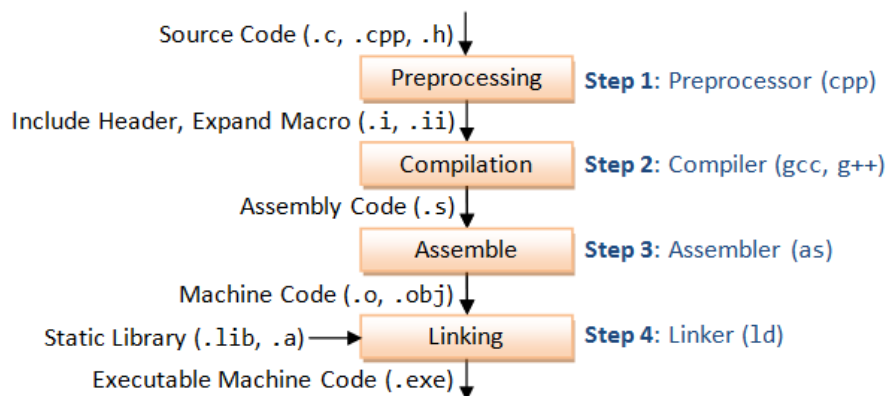 Source Code (.c, .cpp, .h)
Preprocessing
Step 1: Preprocessor (cpp)
Include Header, Expand Macro (.i, .ii)
Compilation
Step 2: Compiler (gcc, g++)
Assembly Code (.s)
Assemble
Step 3: Assembler (as)
Machine Code (.o, .obj)
Static Library (.lib, .a)
Linking
Step 4: Linker (ld)
Executable Machine Code (.exe)